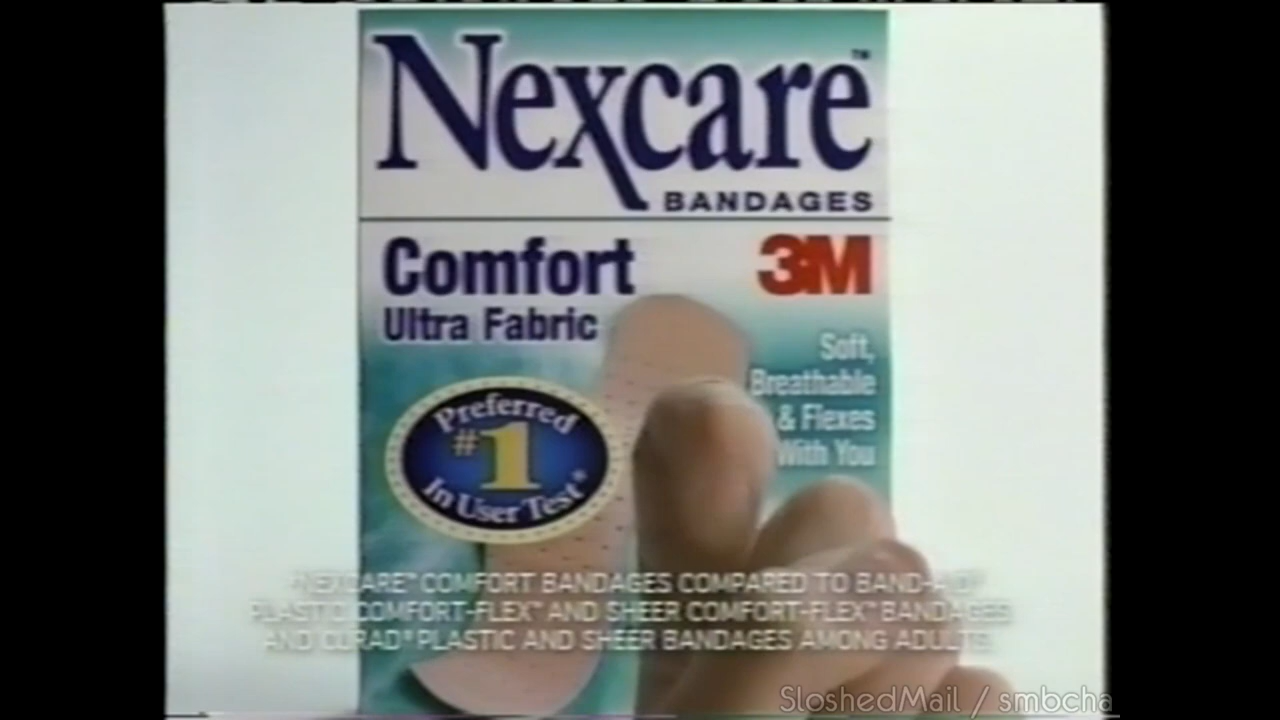 Nexcare™
BANDAGES
Comfort
3M
Ultra Fabric
Soft,
Breathable
& Flexes
With You
Preferred
#1
In User Test*
*NEXCARE™ COMFORT BANDAGES COMPARED TO BAND-AID®
PLASTIC COMFORT-FLEX™ AND SHEER COMFORT-FLEX™ BANDAGES
AND CURAD® PLASTIC AND SHEER BANDAGES AMONG ADULTS.
SloshedMail / smbcha